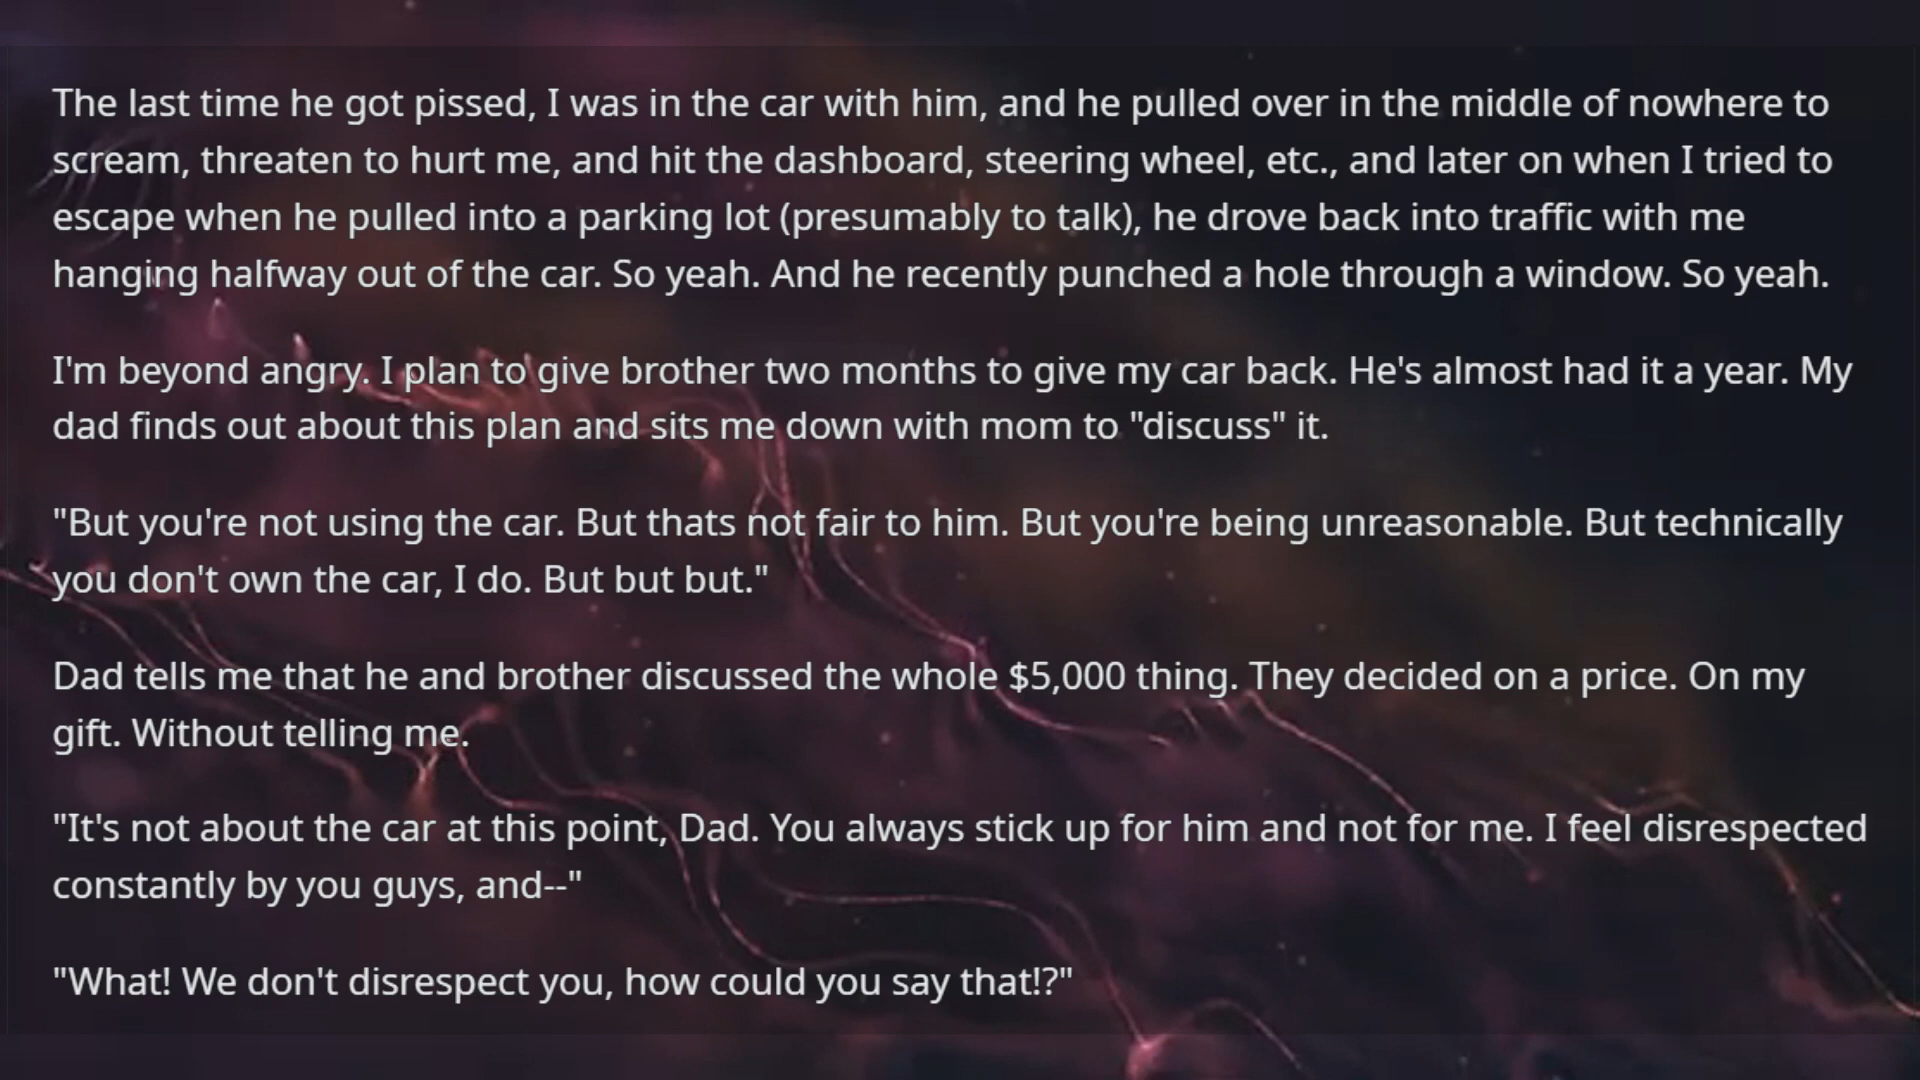 The last time he got pissed, I was in the car with him, and he pulled over in the middle of nowhere to
scream, threaten to hurt me, and hit the dashboard, steering wheel, etc., and later on when I tried to
escape when he pulled into a parking lot (presumably to talk), he drove back into traffic with me
hanging halfway out of the car. So yeah. And he recently punched a hole through a window. So yeah.
I'm beyond angry. I plan to give brother two months to give my car back. He's almost had it a year. My
dad finds out about this plan and sits me down with mom to "discuss" it.
"But you're not using the car. But thats not fair to him. But you're being unreasonable. But technically
you don't own the car, I do. But but but."
Dad tells me that he and brother discussed the whole $5,000 thing. They decided on a price. On my
gift. Without telling me.
"It's not about the car at this point, Dad. You always stick up for him and not for me. I feel disrespected
constantly by you guys, and--"
"What! We don't disrespect you, how could you say that!?"